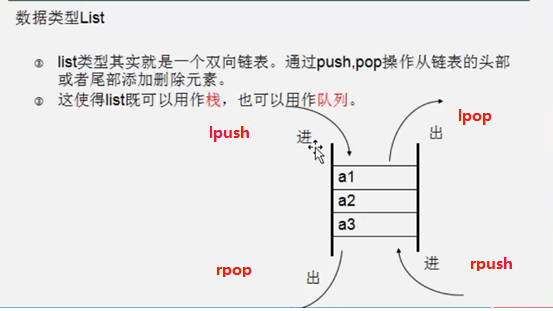 数据类型List
① list类型其实就是一个双向链表。通过push,pop操作从链表的头部
或者尾部添加删除元素。
② 这使得list既可以用作栈，也可以用作队列。
lpush
进
lpop
出
a1
a2
a3
rpop
出
进
rpush